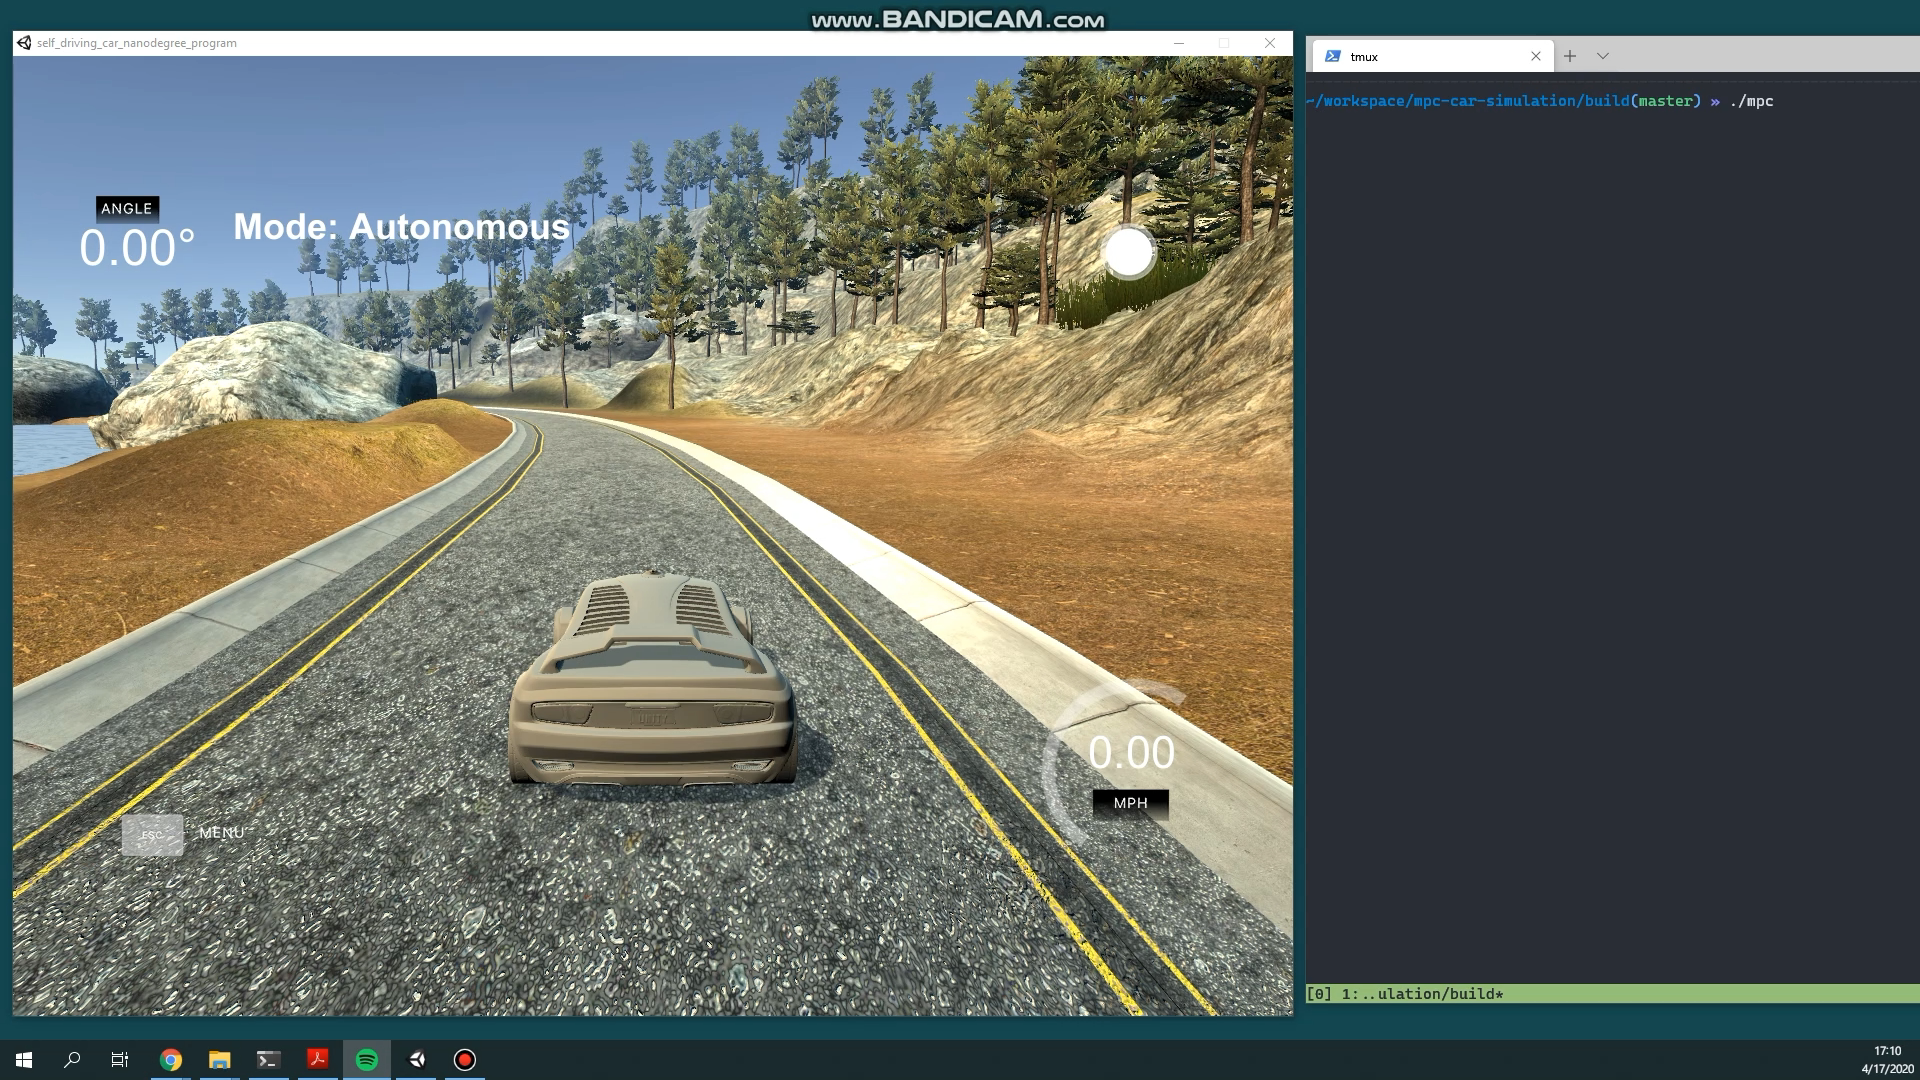 www.BANDICAM.com
self_driving_car_nanodegree_program
tmux
~/workspace/mpc-car-simulation/build(master) » ./mpc
ANGLE
0.00°
Mode: Autonomous
UNITY
0.00
MPH
ESC
MENU
[0] 1:..ulation/build*
17:10
4/17/2020